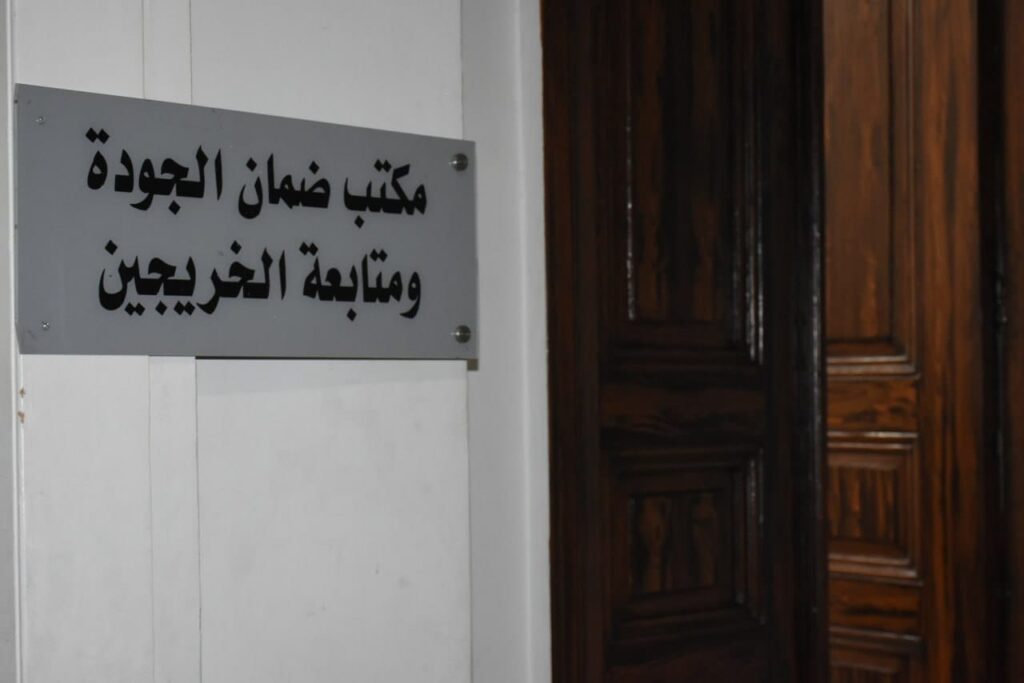 مكتب ضمان الجودة
ومتابعة الخريجين